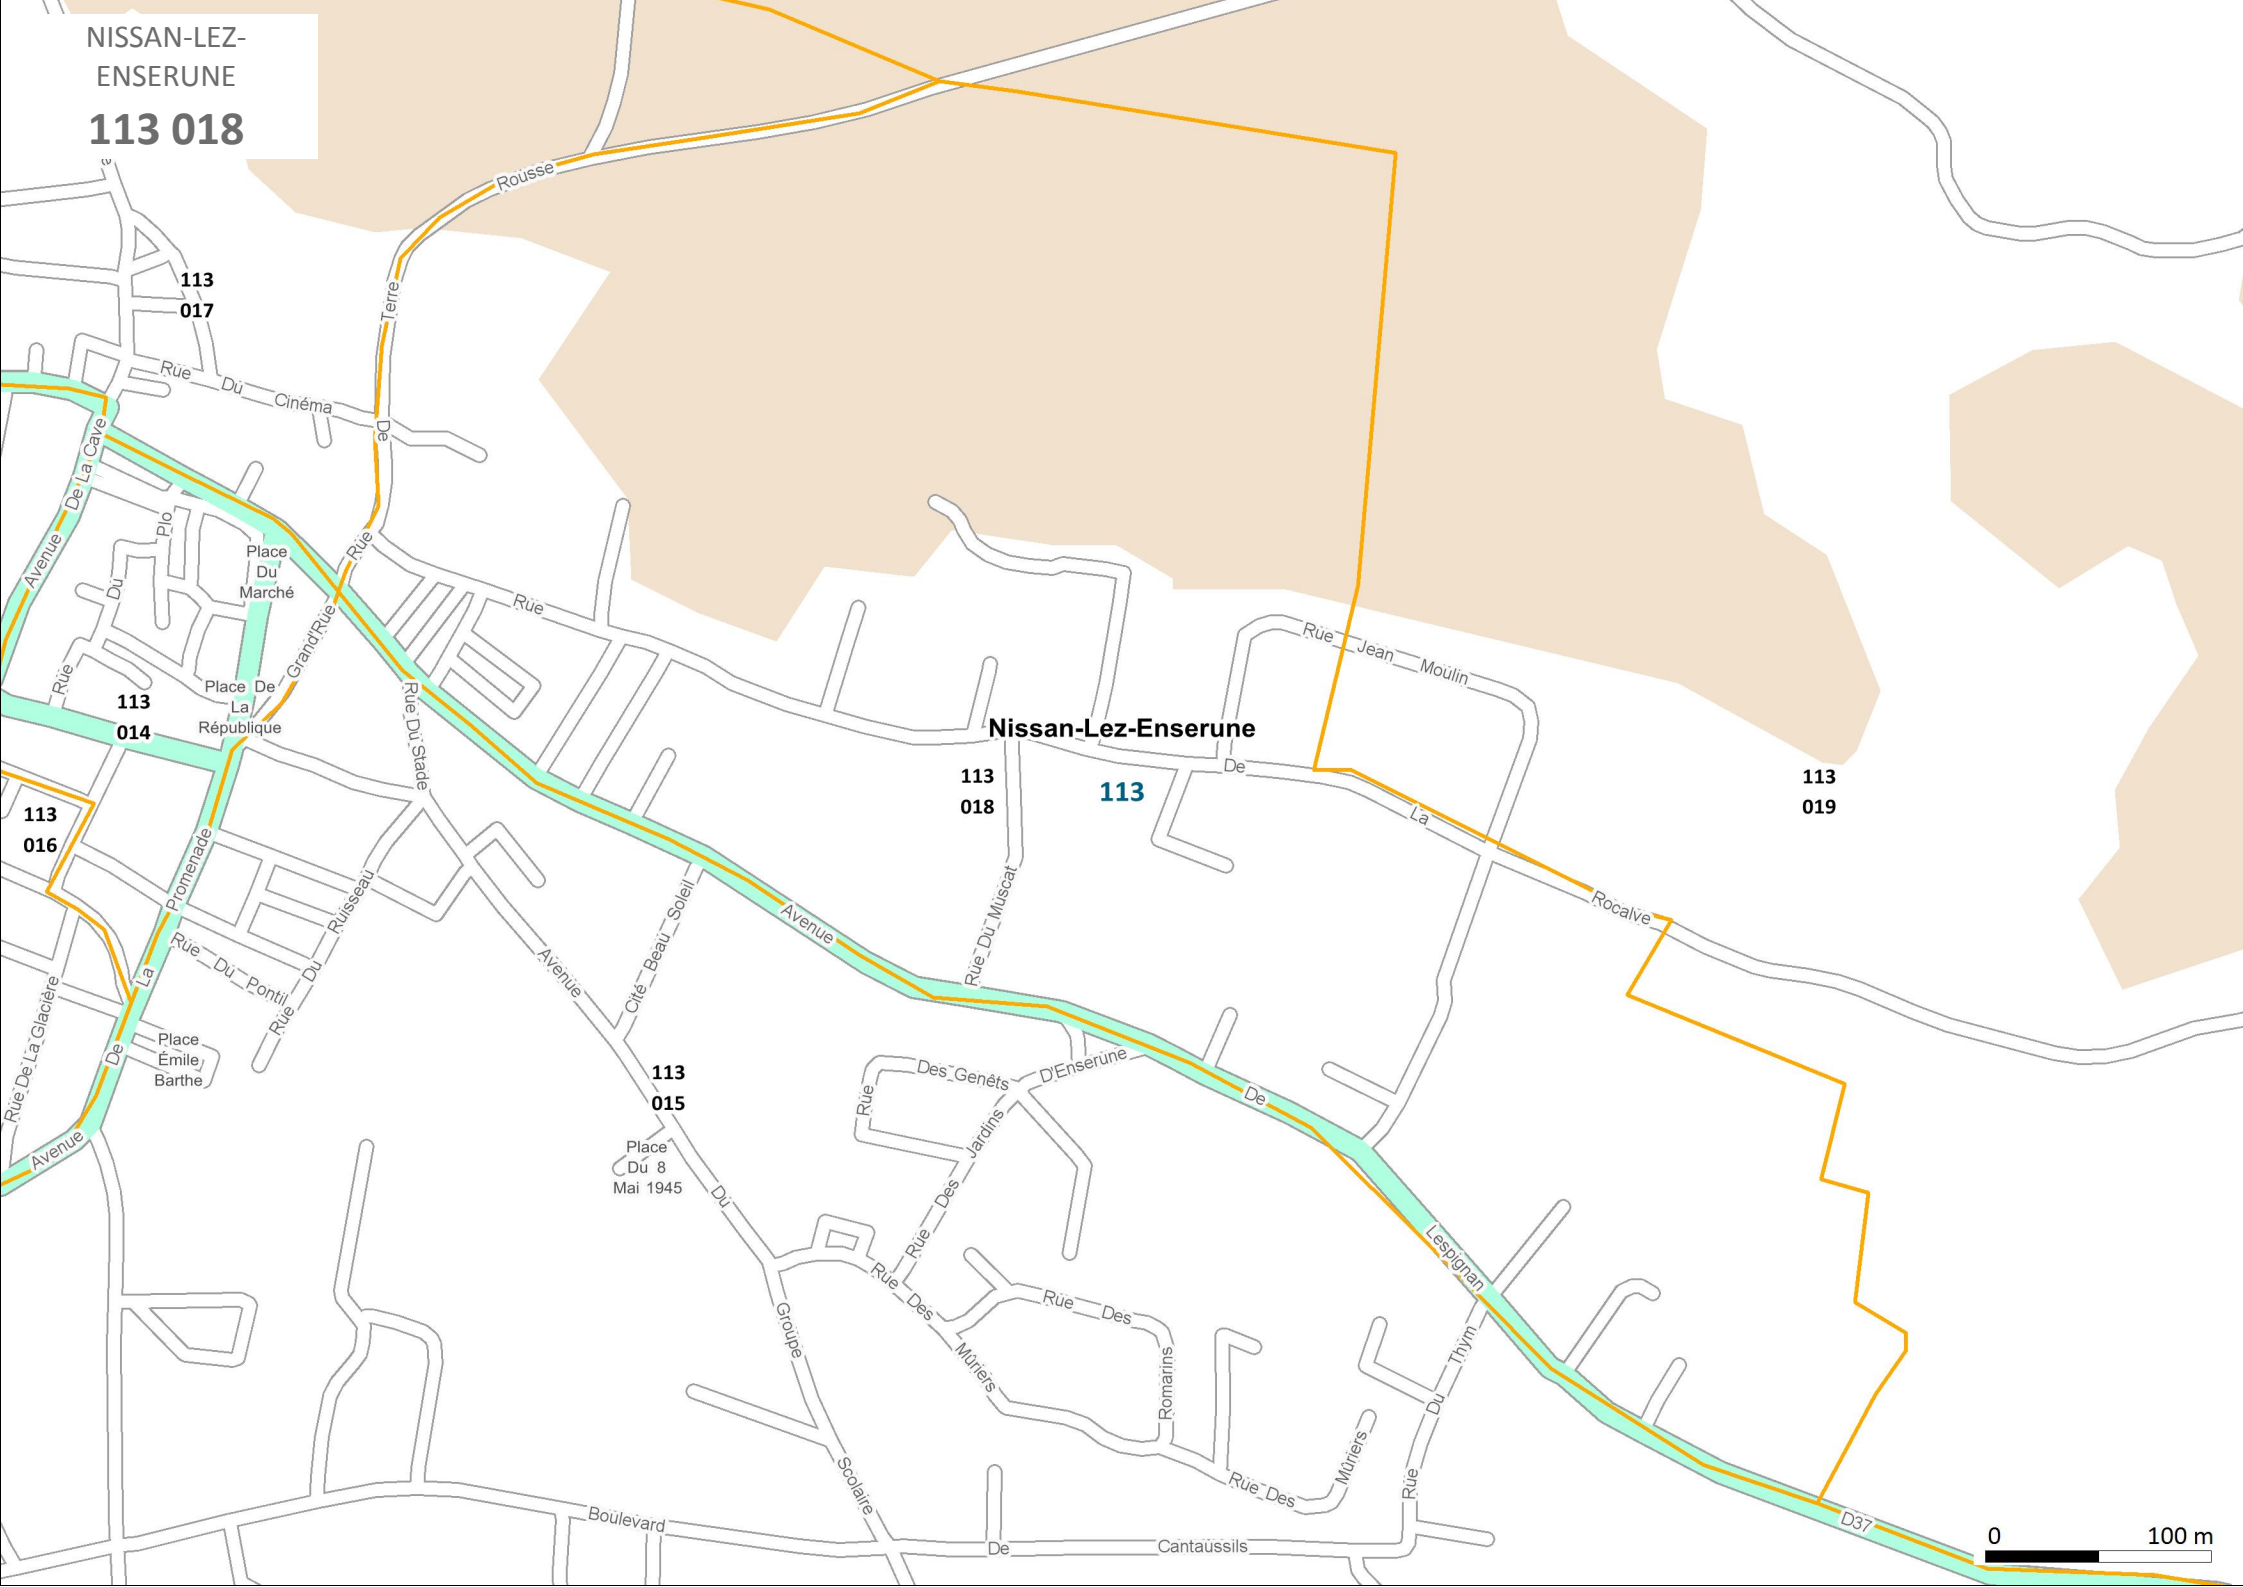 NISSAN-LEZ-
ENSERUNE
113 018
Rousse
Terre
De
Rue
113
017
Rue Du Cinéma
Avenue De La Cave
Plo
Du
Rue
Place
Du
Marché
Grand'Rue
Place De
La
République
113
014
113
016
Rue Du Stade
Rue
Nissan-Lez-Enserune
De
La
Rocalve
Rue Jean Moulin
113
018
113
113
019
Promenade
La
De
Avenue
Rue Du Ruisseau
Rue Du Pontil
Rue De La Glacière
Place
Émile
Barthe
Avenue
Du
Groupe
Scolaire
Cité Beau Soleil
Avenue
De
Lespignan
Rue Du Muscat
113
015
Place
Du 8
Mai 1945
Rue Des Genêts
Rue Des Jardins D'Enserune
Rue Des Mûriers
Rue Des Romarins
Rue Des Mûriers
Rue Du Thym
Boulevard De Cantaussils
D37
0 100 m